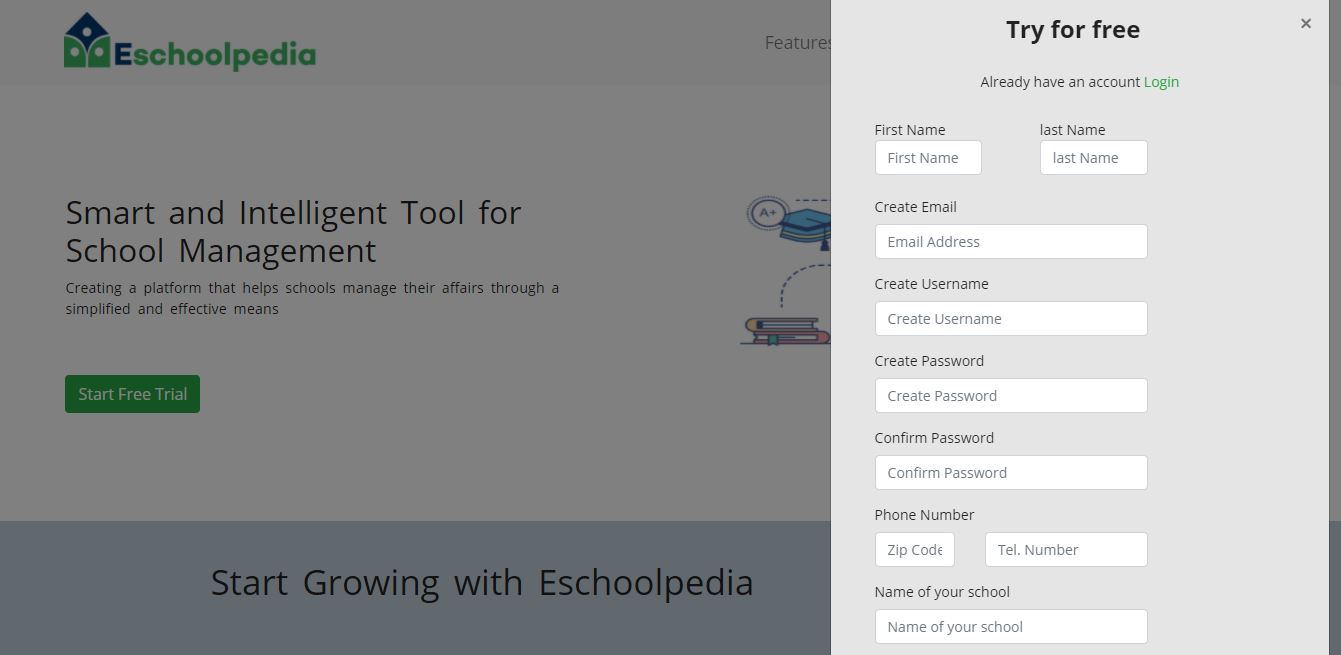 Eschoolpedia
Features
Smart and Intelligent Tool for
School Management
Creating a platform that helps schools manage their affairs through a
simplified and effective means
A+
Start Free Trial
Start Growing with Eschoolpedia
Try for free
×
Already have an account Login
First Name last Name
First Name last Name
Create Email
Email Address
Create Username
Create Username
Create Password
Create Password
Confirm Password
Confirm Password
Phone Number
Zip Code Tel. Number
Name of your school
Name of your school